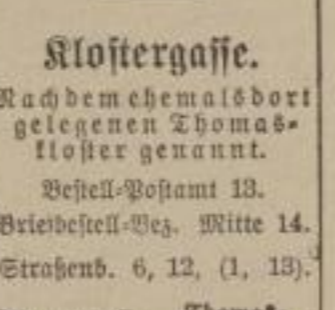 Klostergasse.
Nach dem ehemals dort
gelegenen Thomas-
kloster genannt.
Bestell-Postamt 13.
Briefbestell-Bez. Mitte 14.
Straßenb. 6, 12, (1, 13).